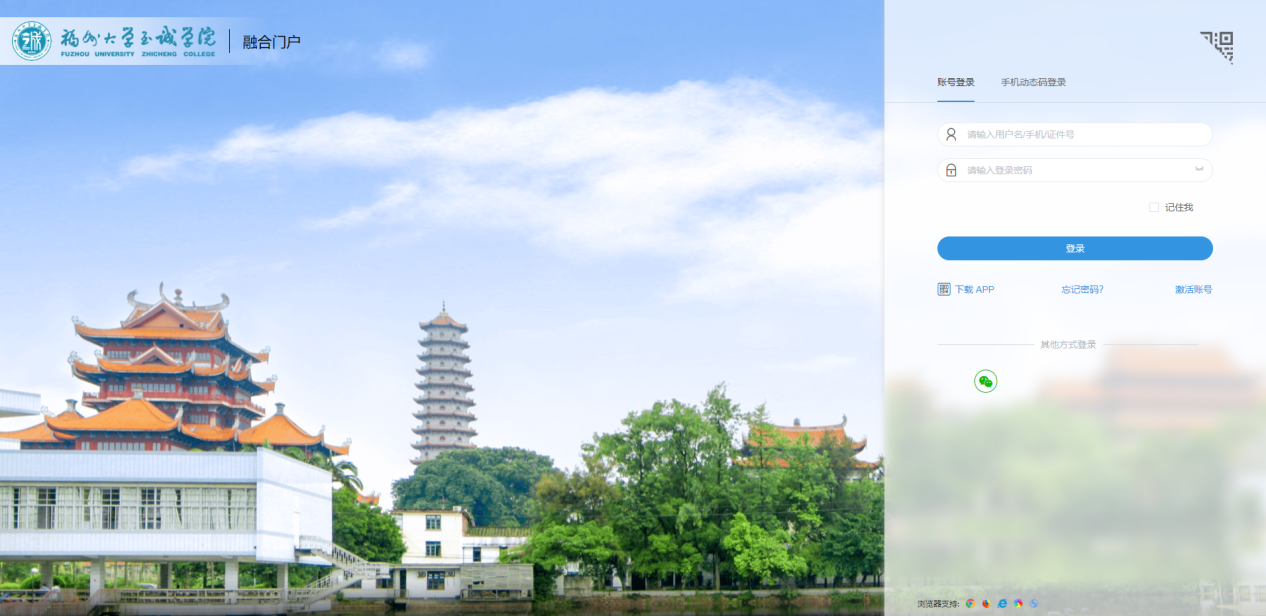 福州大学至诚学院
FUZHOU UNIVERSITY ZHICHENG COLLEGE
融合门户
账号登录
手机动态码登录
请输入用户名/手机/证件号
请输入登录密码
记住我
登录
下载 APP
忘记密码?
激活账号
其他方式登录
浏览器支持: